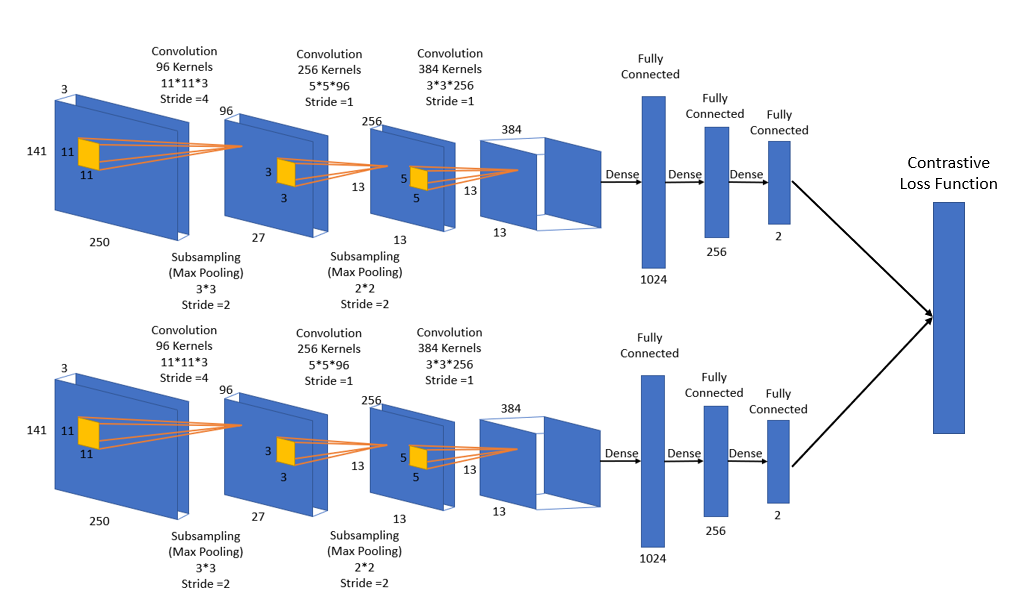 Convolution
96 Kernels
11*11*3
Stride =4
Convolution
256 Kernels
5*5*96
Stride =1
Convolution
384 Kernels
3*3*256
Stride =1
Fully
Connected
Fully
Connected
Fully
Connected
3
96
256
384
141
11
11
3
3
13
5
5
13
Dense
Dense
Dense
250
27
13
13
1024
256
2
Subsampling
(Max Pooling)
3*3
Stride =2
Subsampling
(Max Pooling)
2*2
Stride =2
Contrastive
Loss Function
Convolution
96 Kernels
11*11*3
Stride =4
Convolution
256 Kernels
5*5*96
Stride =1
Convolution
384 Kernels
3*3*256
Stride =1
Fully
Connected
Fully
Connected
Fully
Connected
3
96
256
384
141
11
11
3
3
13
5
5
13
Dense
Dense
Dense
250
27
13
13
1024
256
2
Subsampling
(Max Pooling)
3*3
Stride =2
Subsampling
(Max Pooling)
2*2
Stride =2